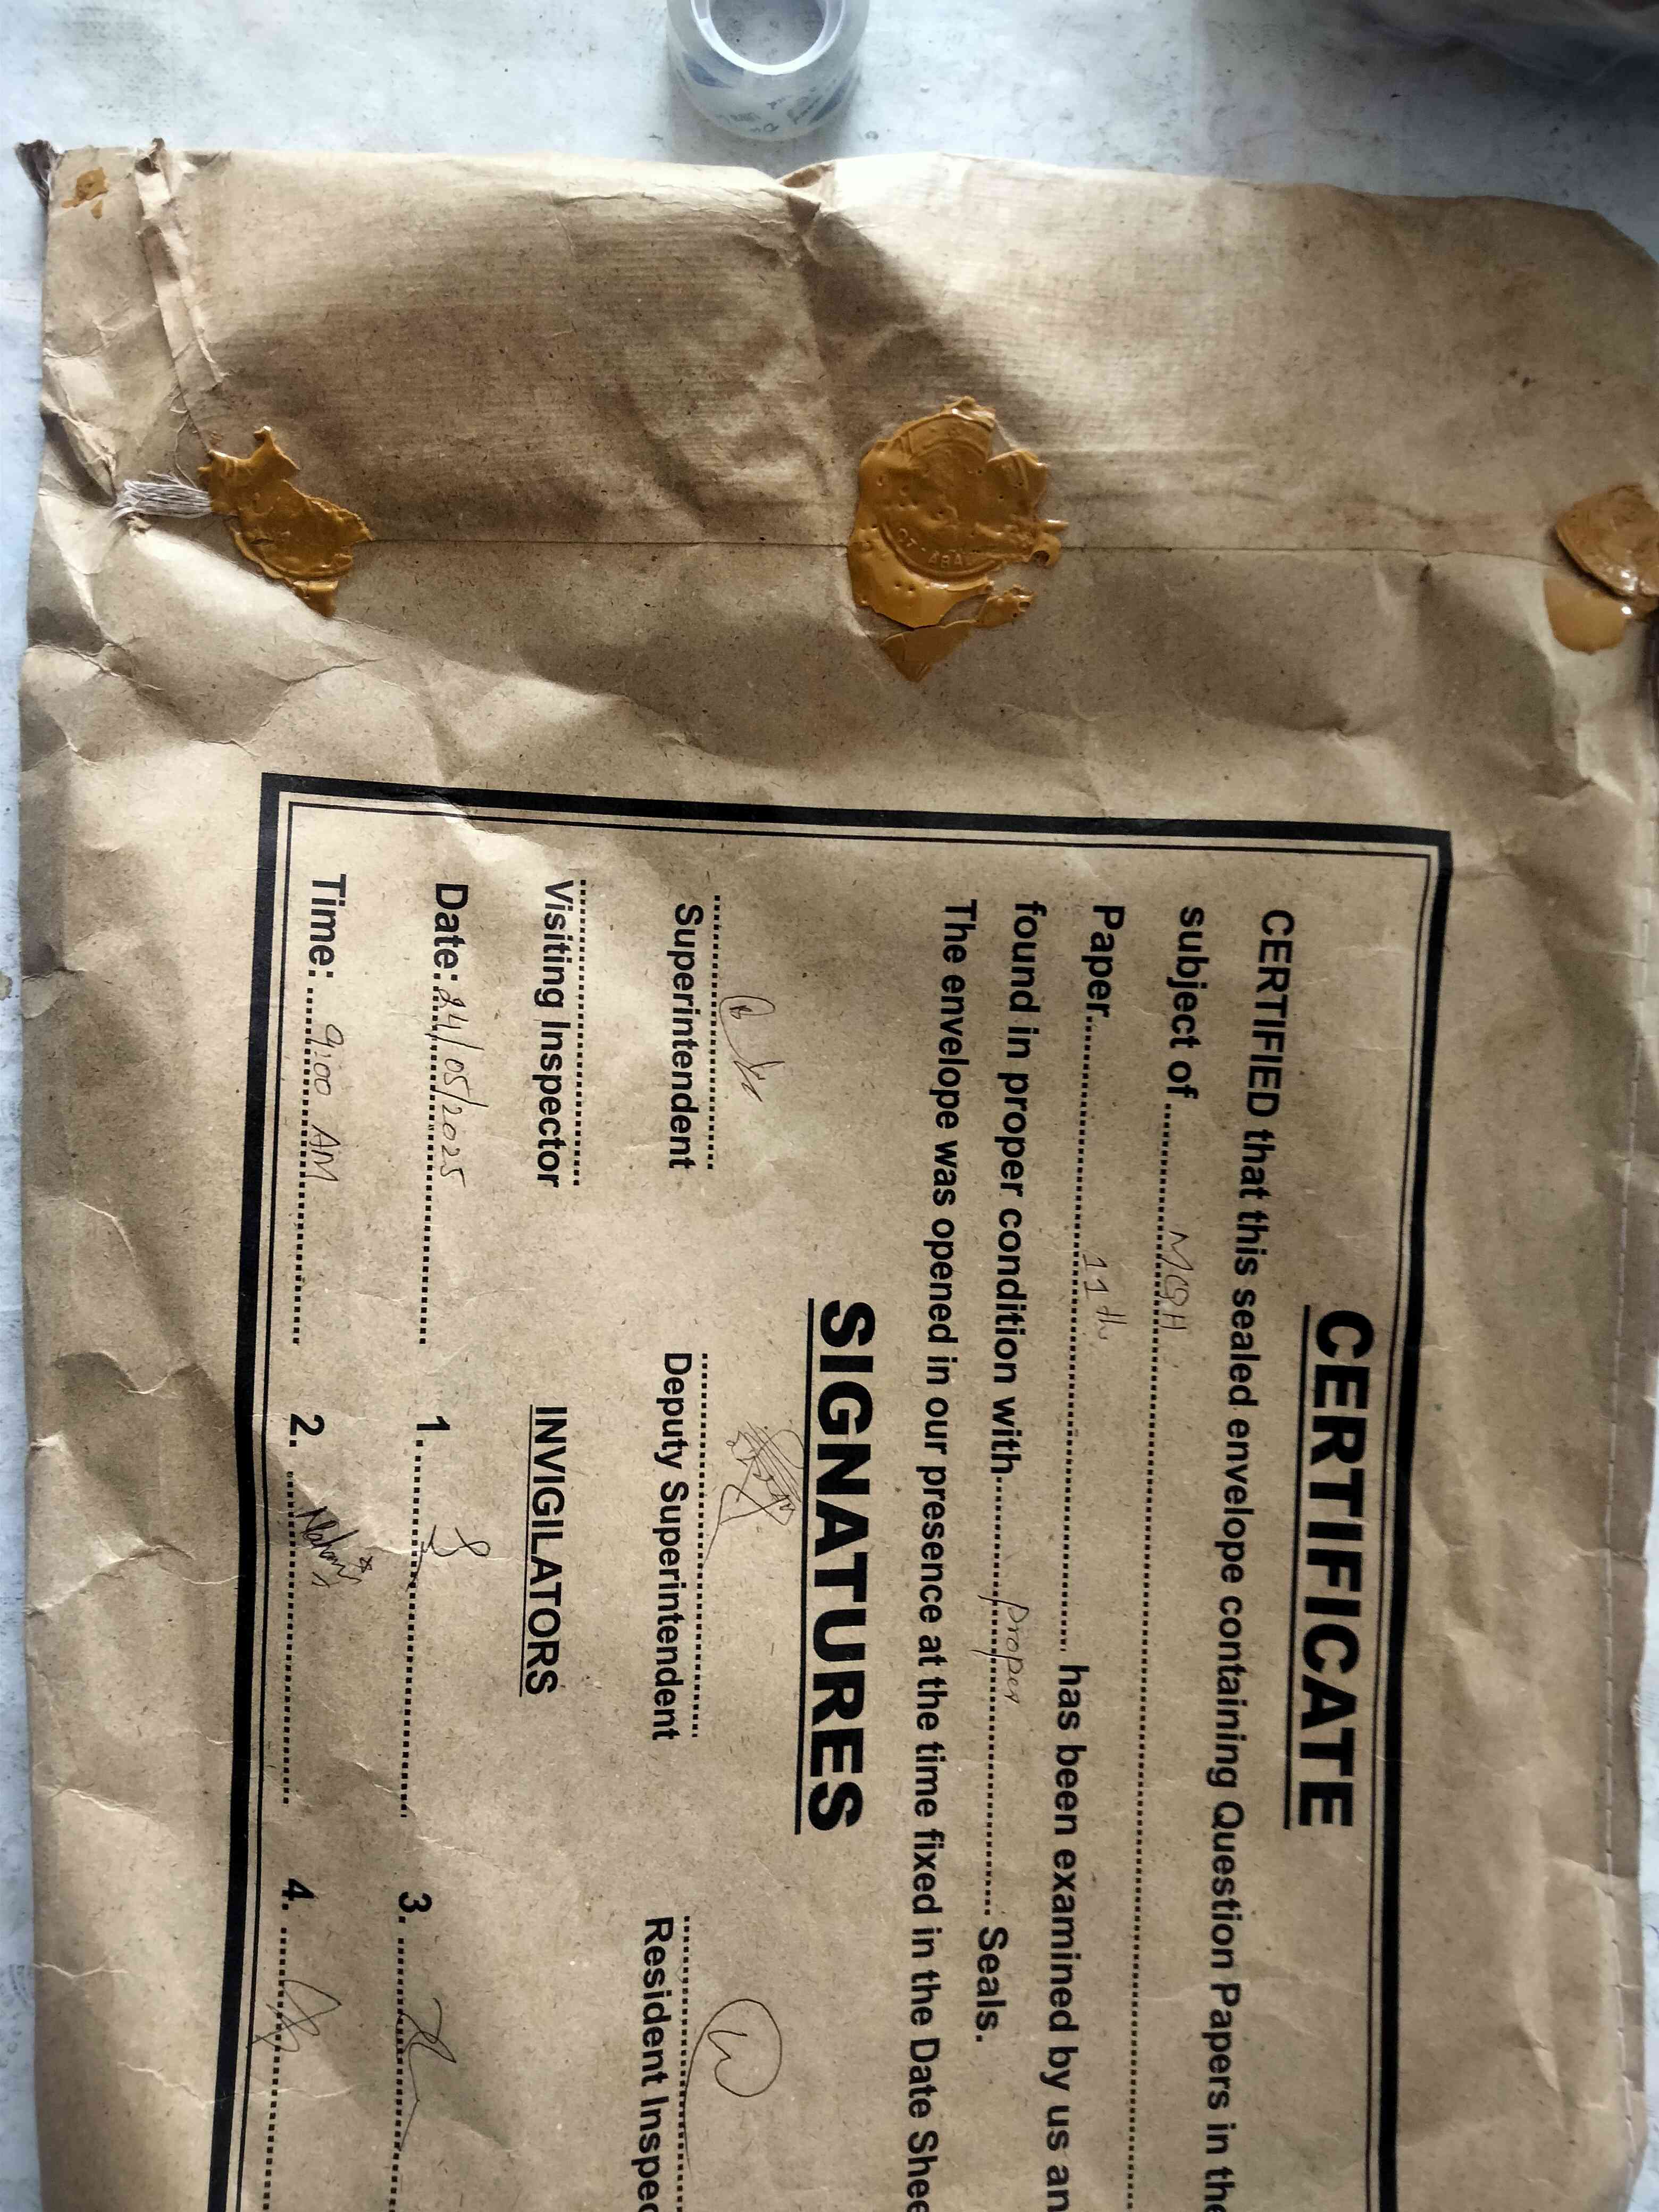 CERTIFICATE
CERTIFIED that this sealed envelope containing Question Papers in the
subject of ........ MQH ........
Paper........ 11th ........ has been examined by us an
found in proper condition with........ Proper ........ Seals.
The envelope was opened in our presence at the time fixed in the Date Shee
SIGNATURES
Superintendent Deputy Superintendent Resident Inspec
Visiting Inspector INVIGILATORS
Date: 24/05/2025 1. 3.
Time: 9:00 AM 2. 4.